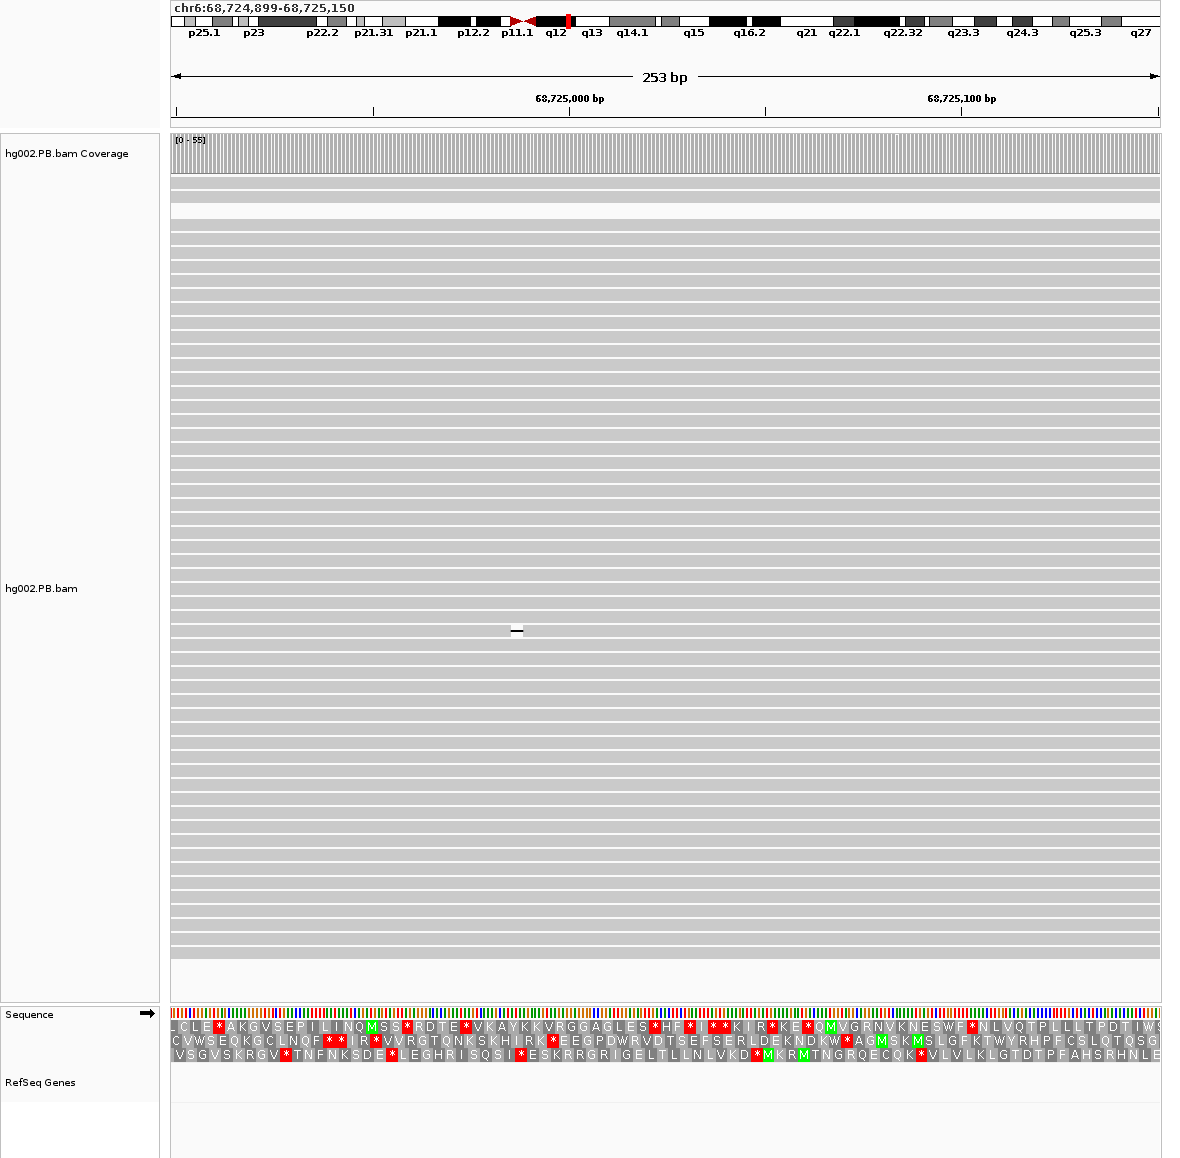 chr6:68,724,899-68,725,150
p25.1 p23 p22.2 p21.31 p21.1 p12.2 p11.1 q12 q13 q14.1 q15 q16.2 q21 q22.1 q22.32 q23.3 q24.3 q25.3 q27
253 bp
68,725,000 bp 68,725,100 bp
[0 - 55]
hg002.PB.bam Coverage
hg002.PB.bam
Sequence
LCLE*AKGVSEPILINQMSS*RDTE*VKAYKKVRGGAGLES*HF*I**KIR*KE*QMVGRNVKNESWF*NLVQTPLLLTPDTIWS
CVWSEQKGCLNQF**IR*VVRGTQNKSKHIRK*EEGPDWRVDTSEFSERLDEKNDKW*AGMSKMSLGFKTWYRHPFCSLQTQSG
VSGVSKRGV*TNFNKSDE*LEGHRISQSI*ESKRRGRIGELTLLNLVKD*MKRMTNGRQECQK*VLVLKLGTDTPFAHSRHNLE
RefSeq Genes